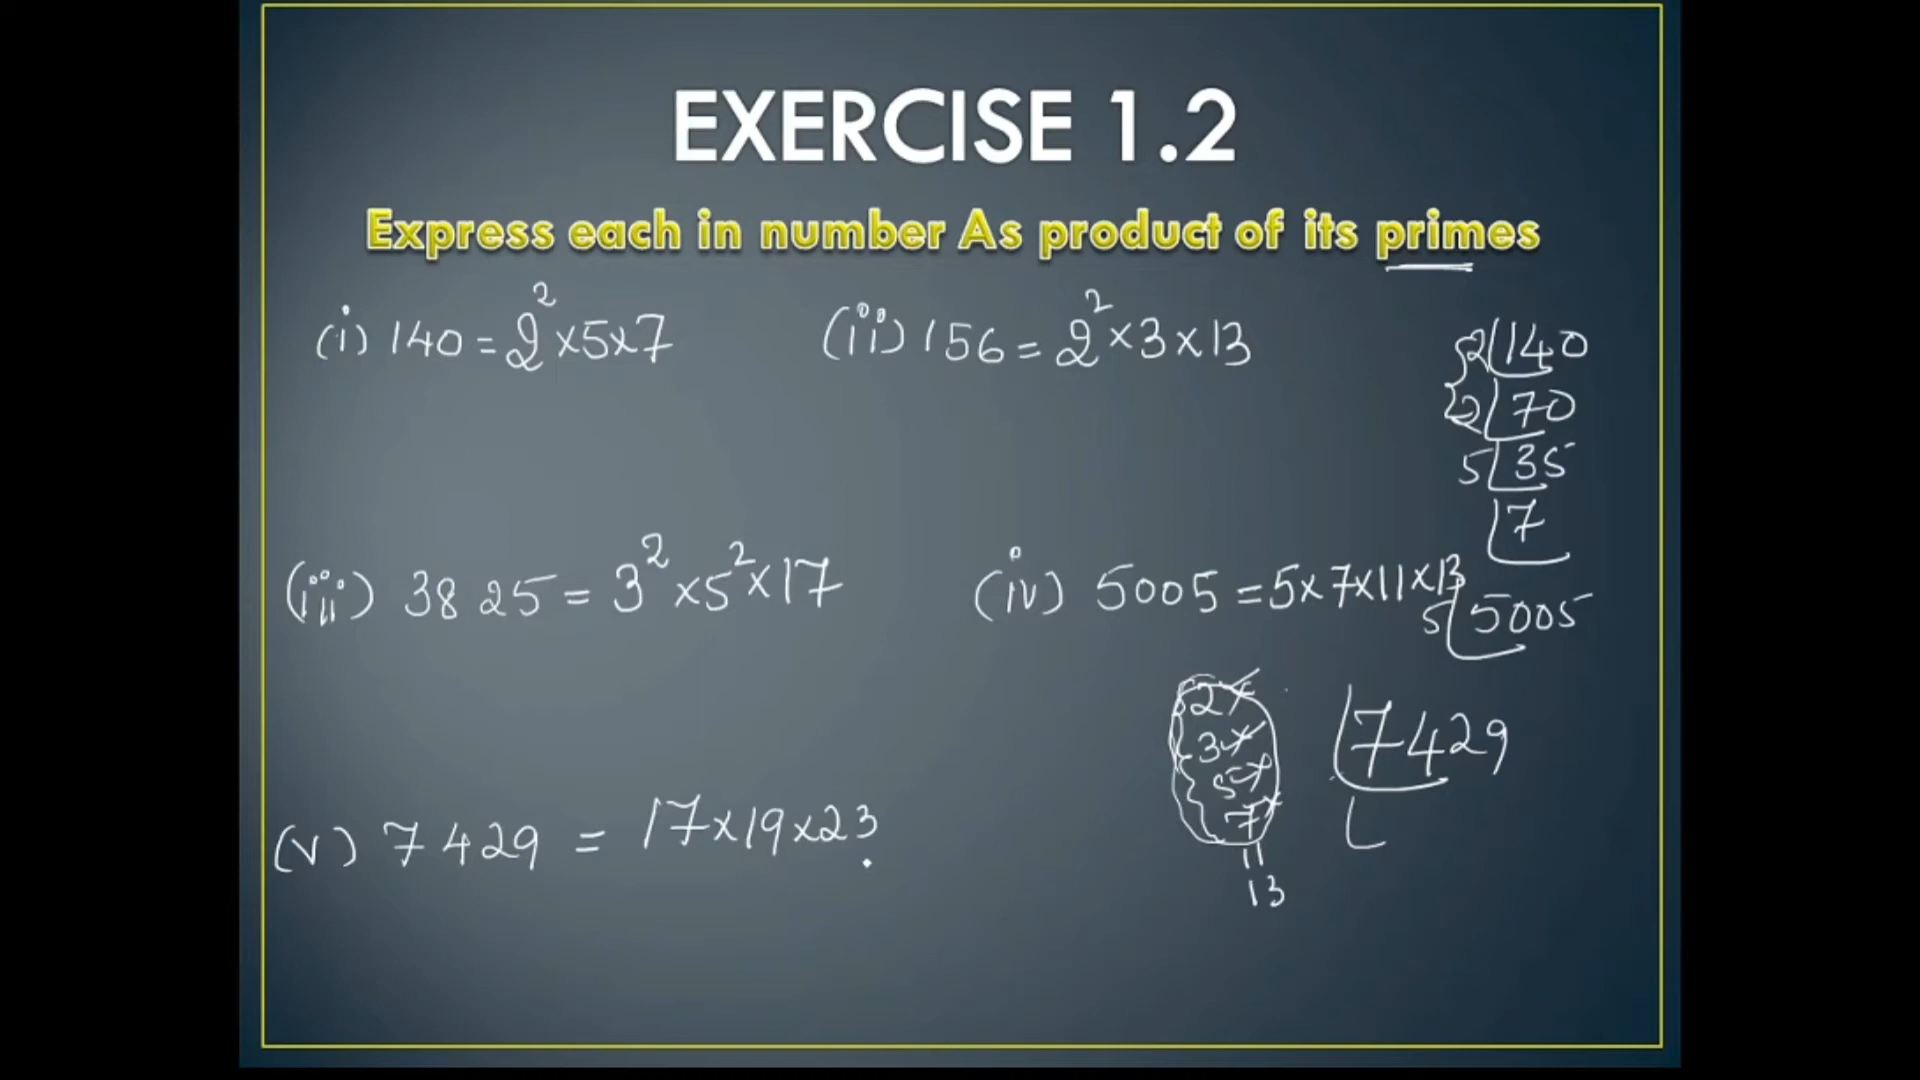 EXERCISE 1.2
Express each in number As product of its primes
(i) 140 = 2² × 5 × 7
(ii) 156 = 2² × 3 × 13
2 140
2 70
5 35
7
(iii) 3825 = 3² × 5² × 17
(iv) 5005 = 5 × 7 × 11 × 13
5 5005
2 ×
3 ×
5 ×
7 ×
11
13
7429
(v) 7429 = 17 × 19 × 23